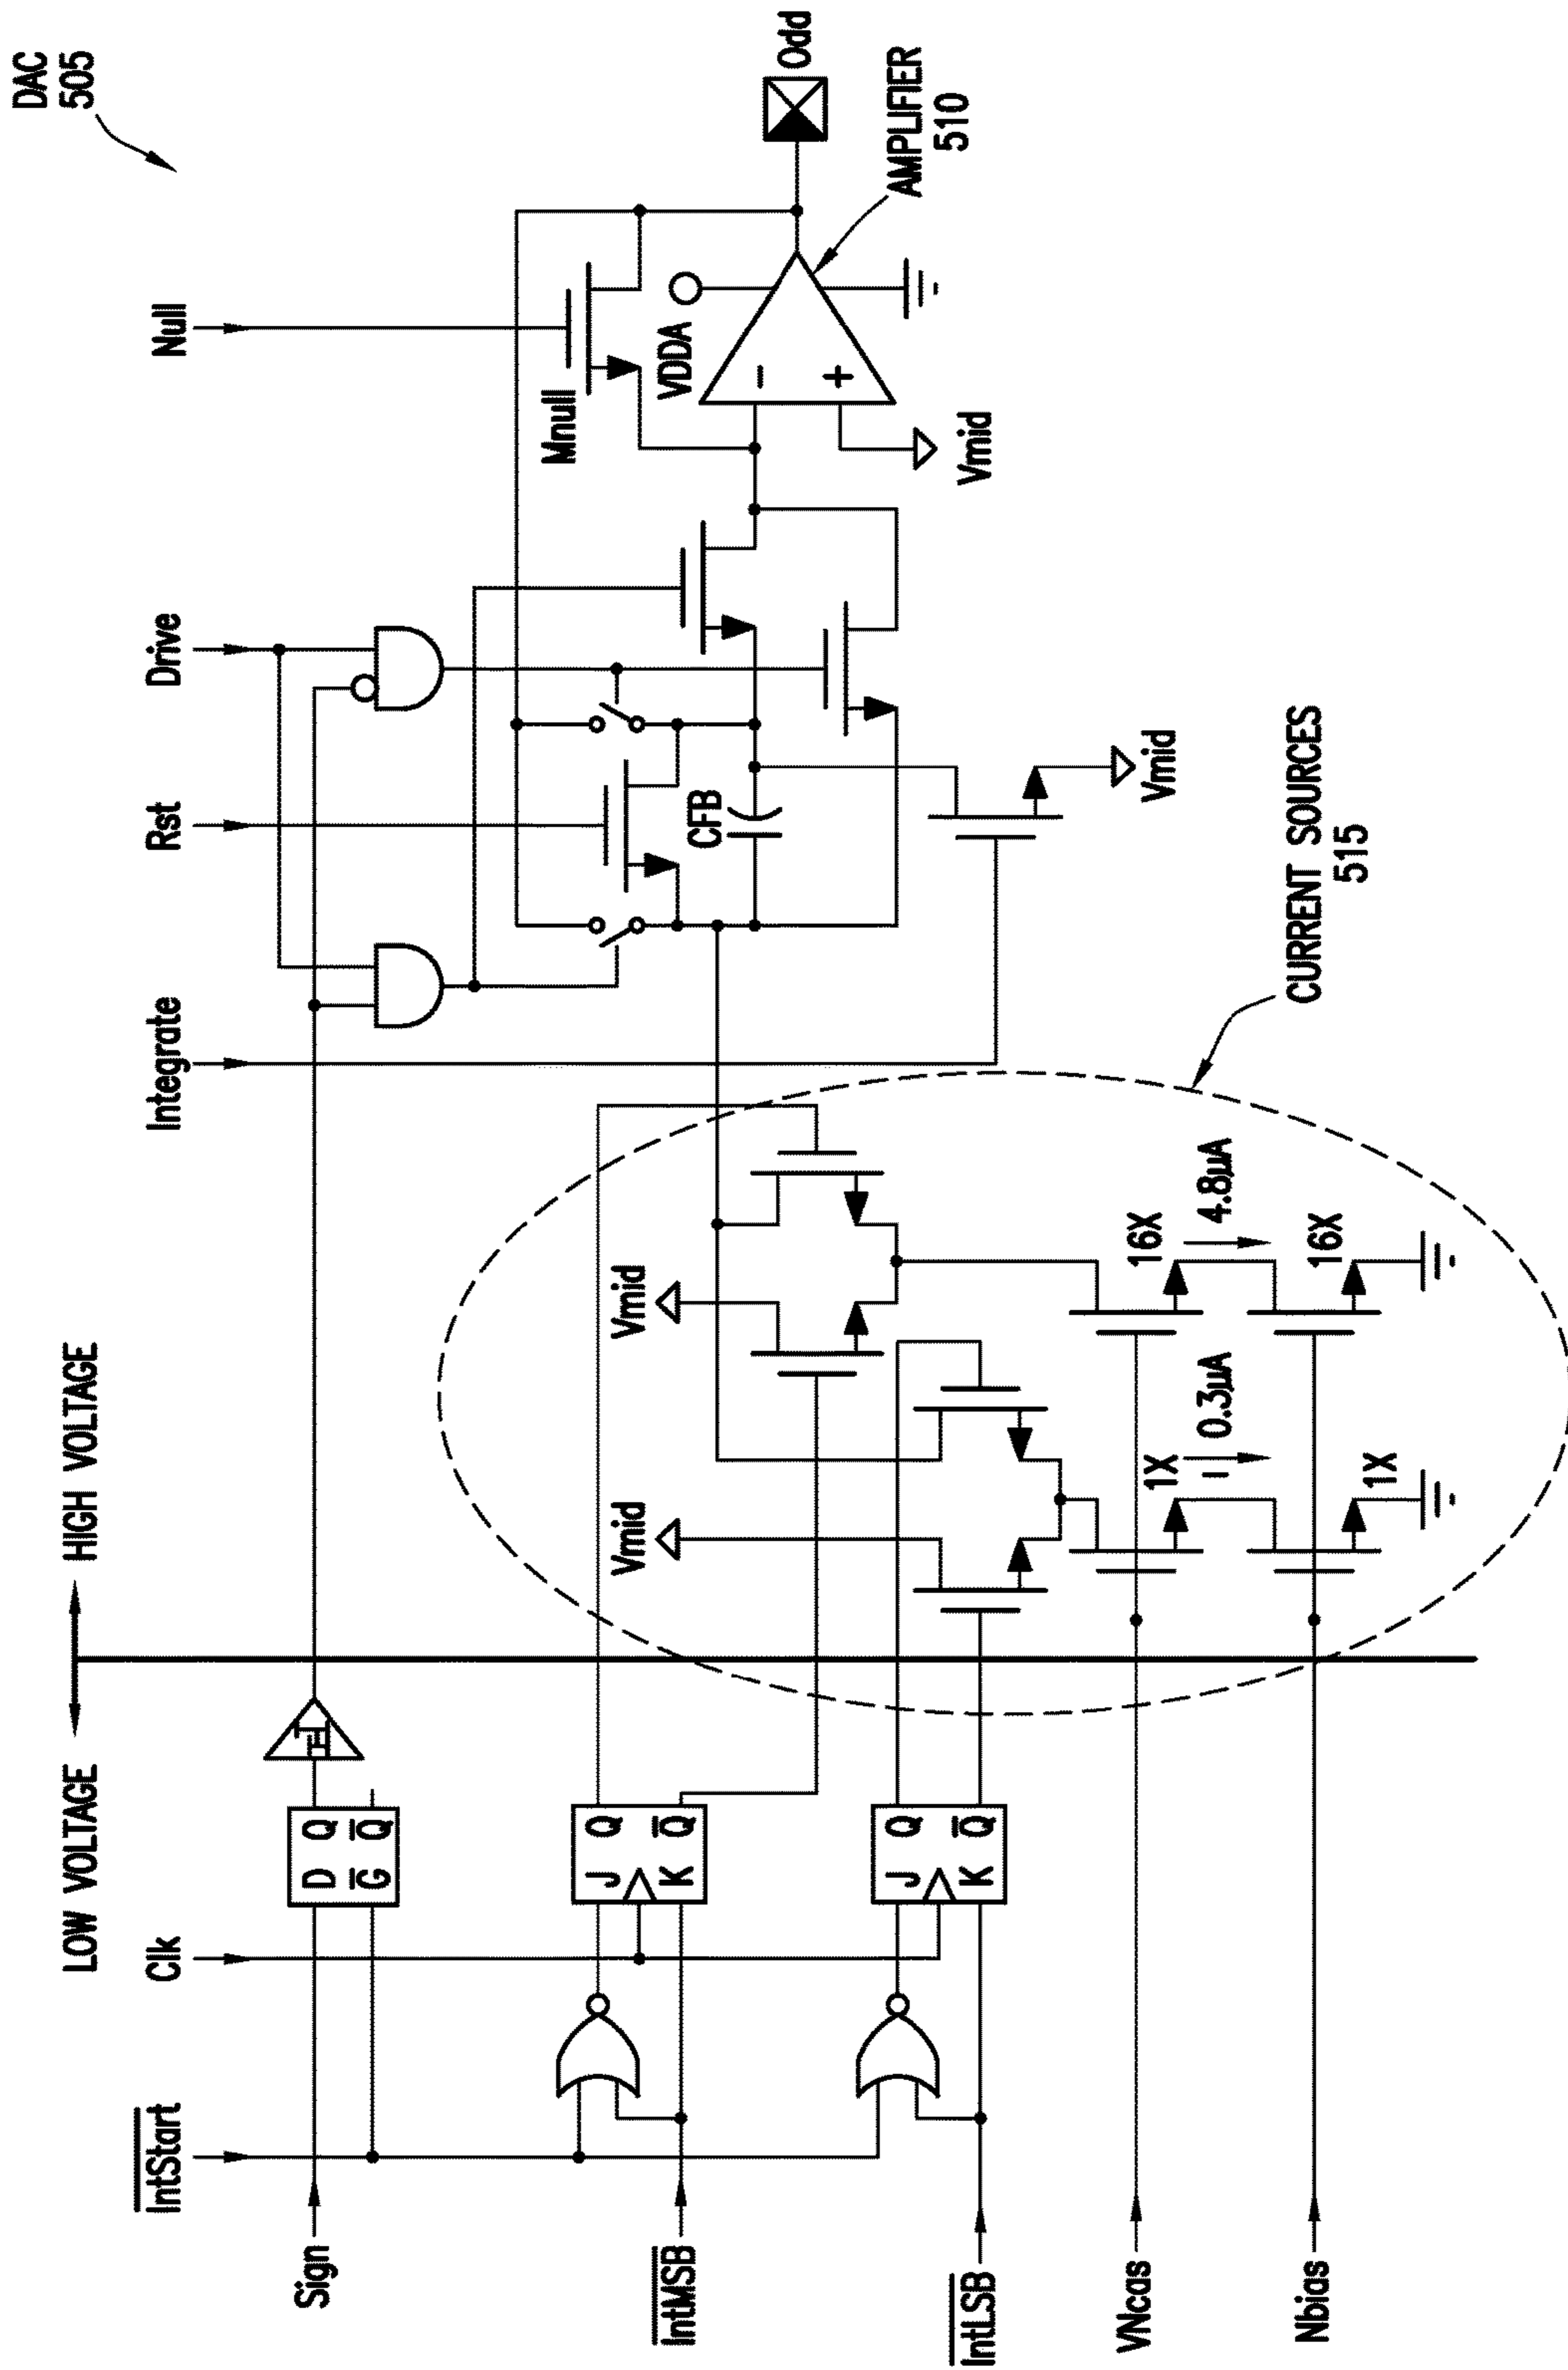 DAC
505
LOW VOLTAGE
HIGH VOLTAGE
IntStart
Clk
Integrate
Rst
Drive
Null
Sign
D Q
G Q
IntMSB
J Q
K Q
IntLSB
J Q
K Q
VNcas
Nbias
Vmid
Vmid
1X
0.3µA
1X
16X
4.8µA
16X
CURRENT SOURCES
515
CFB
Vmid
Mnull
VDDA
−
+
Vmid
AMPLIFIER
510
Odd